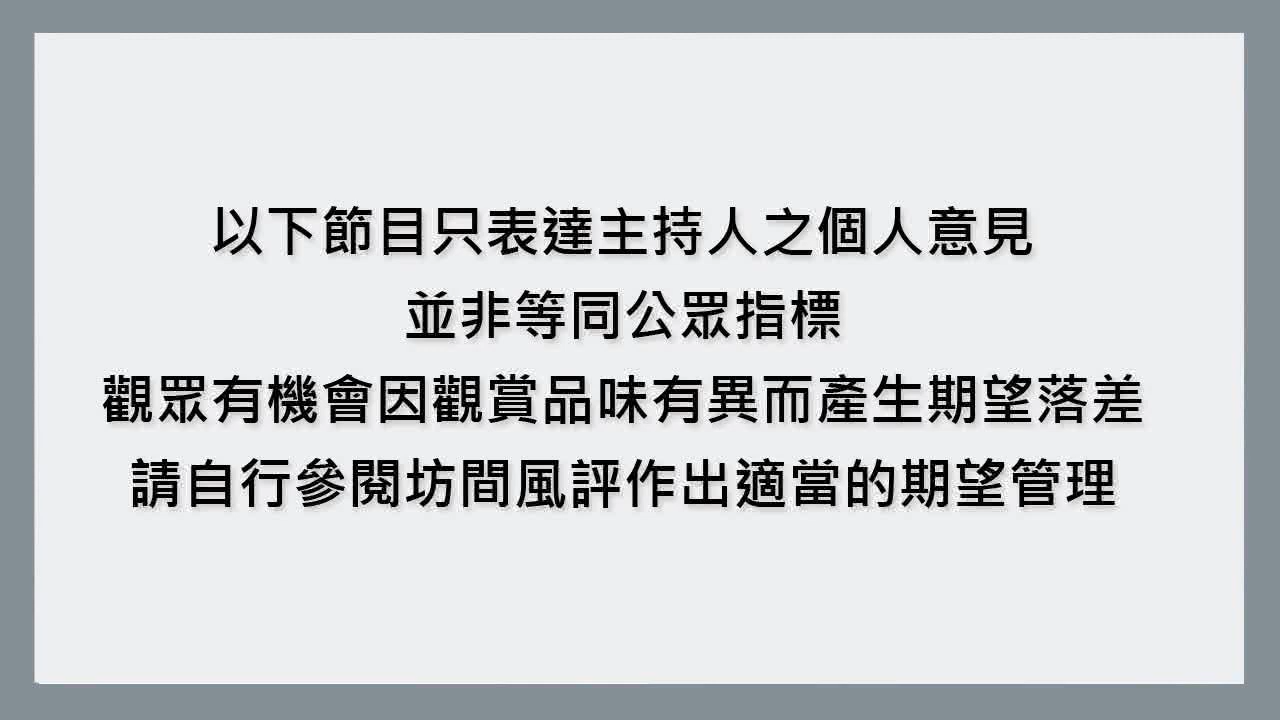 以下節目只表達主持人之個人意見
並非等同公眾指標
觀眾有機會因觀賞品味有異而產生期望落差
請自行參閱坊間風評作出適當的期望管理